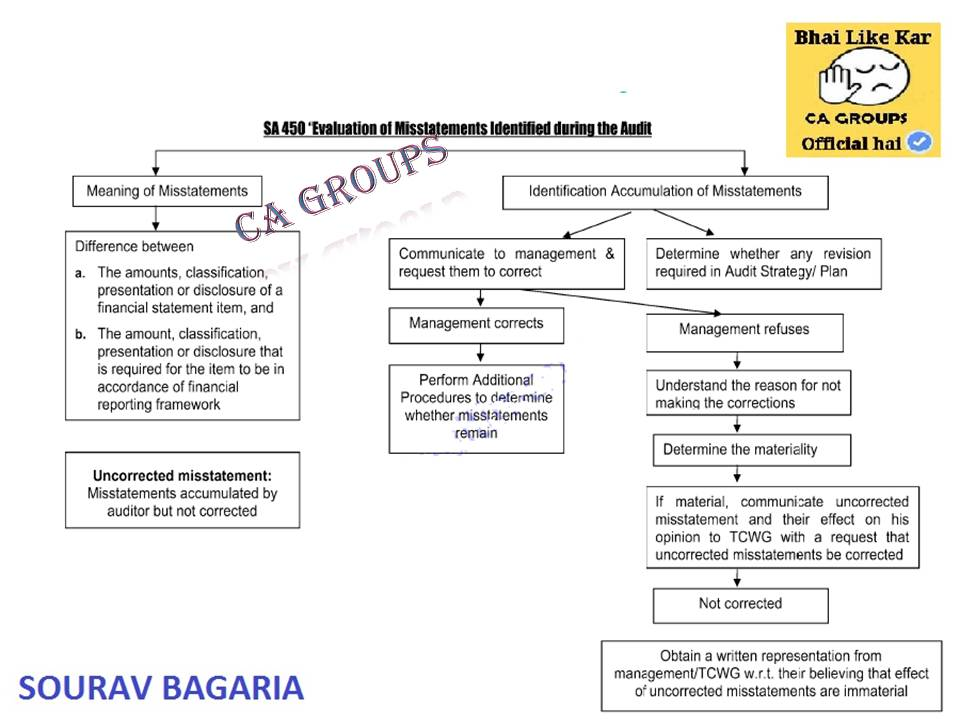 Bhai Like Kar
CA GROUPS
Official hai
SA 450 ‘Evaluation of Misstatements Identified during the Audit
CA GROUPS
Meaning of Misstatements
Difference between
a. The amounts, classification,
presentation or disclosure of a
financial statement item, and
b. The amount, classification,
presentation or disclosure that
is required for the item to be in
accordance of financial
reporting framework
Uncorrected misstatement:
Misstatements accumulated by
auditor but not corrected
Identification Accumulation of Misstatements
Communicate to management &
request them to correct
Determine whether any revision
required in Audit Strategy/ Plan
Management corrects
Perform Additional
Procedures to determine
whether misstatements
remain
Management refuses
Understand the reason for not
making the corrections
Determine the materiality
If material, communicate uncorrected
misstatement and their effect on his
opinion to TCWG with a request that
uncorrected misstatements be corrected
Not corrected
Obtain a written representation from
management/TCWG w.r.t. their believing that effect
of uncorrected misstatements are immaterial
SOURAV BAGARIA